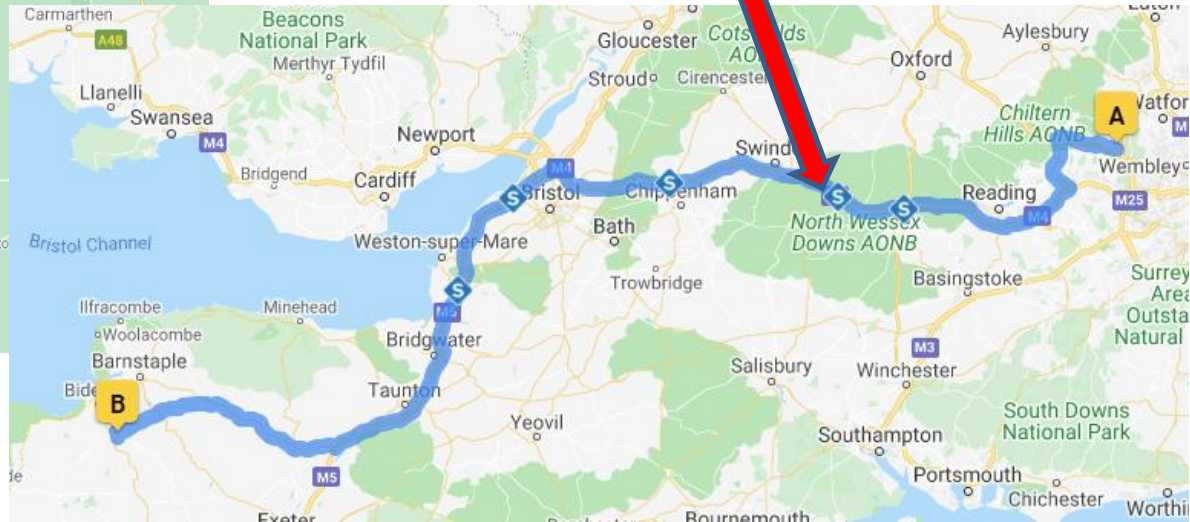 Carmarthen
A48
Beacons
National Park
Merthyr Tydfil
Llanelli
Swansea
M4
Bridgend
Cardiff
Newport
Gloucester
Stroud
Cirencester
Oxford
Aylesbury
Chiltern
Hills AONB
A
Wembley
M25
Swind
M4
Bristol
S
Chippenham
S
S
S
North Wessex
Downs AONB
Reading
M4
Bath
Bristol Channel
Weston-super-Mare
S
M5
Trowbridge
Basingstoke
Surrey
Area
Outsta
Natural
Ilfracombe
Woolacombe
Minehead
Barnstaple
Bide
B
Bridgwater
Taunton
M5
Yeovil
Salisbury
M3
Winchester
Southampton
South Downs
National Park
Portsmouth
Chichester
Worthi
Exeter
Bournemouth